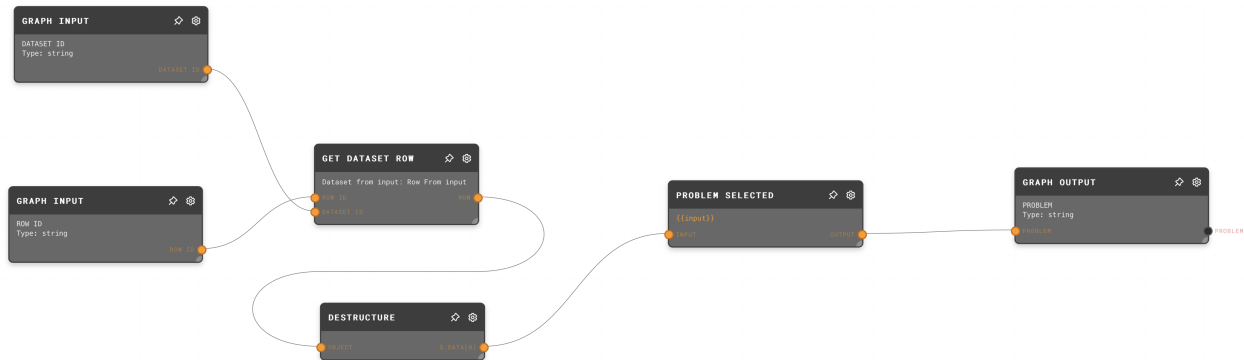 GRAPH INPUT
DATASET ID
Type: string
DATASET ID
GRAPH INPUT
ROW ID
Type: string
ROW ID
GET DATASET ROW
Dataset from input: Row From input
ROW ID
ROW
DATASET ID
DESTRUCTURE
OBJECT
$.DATA[0]
PROBLEM SELECTED
{{input}}
INPUT
OUTPUT
GRAPH OUTPUT
PROBLEM
Type: string
PROBLEM
PROBLEM